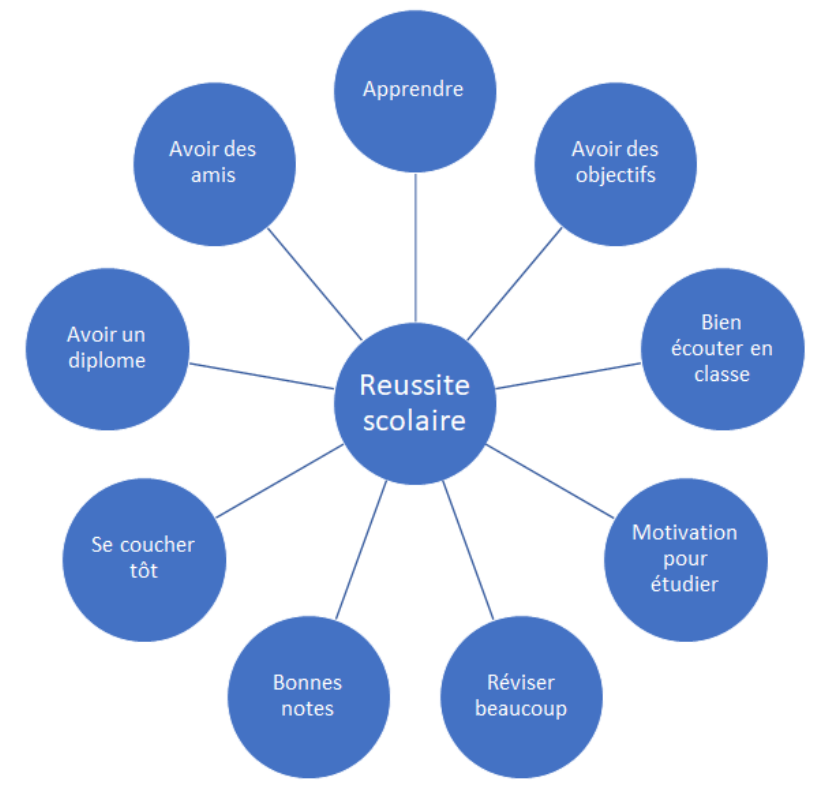 Apprendre
Avoir des
objectifs
Bien
écouter en
classe
Motivation
pour
étudier
Réviser
beaucoup
Bonnes
notes
Se coucher
tôt
Avoir un
diplome
Avoir des
amis
Reussite
scolaire